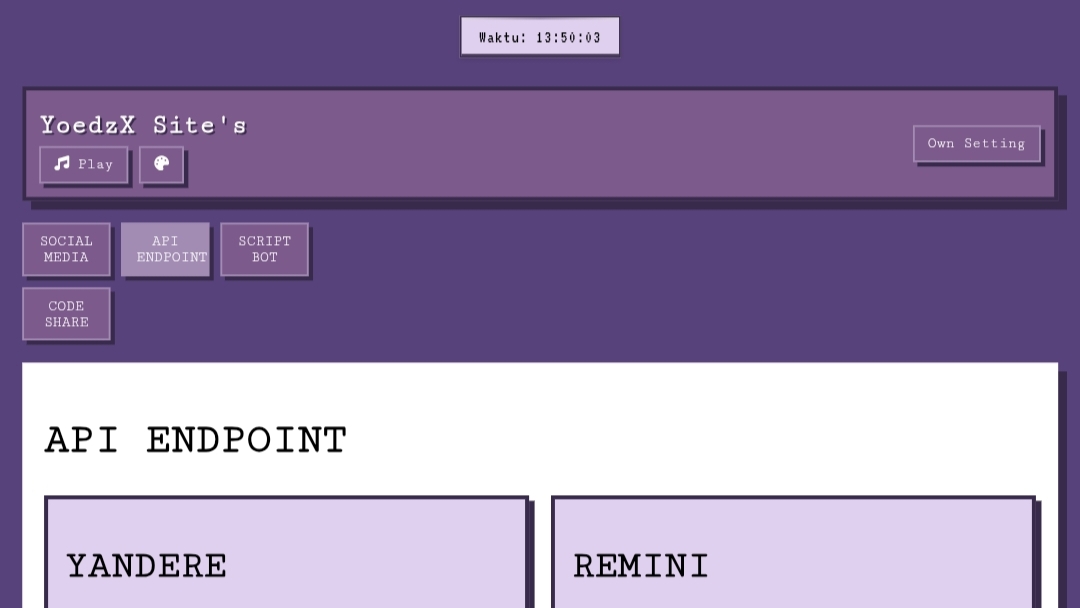 Waktu: 13:50:03
YoedzX Site's
Play
Own Setting
SOCIAL
MEDIA
API
ENDPOINT
SCRIPT
BOT
CODE
SHARE
API ENDPOINT
YANDERE
REMINI